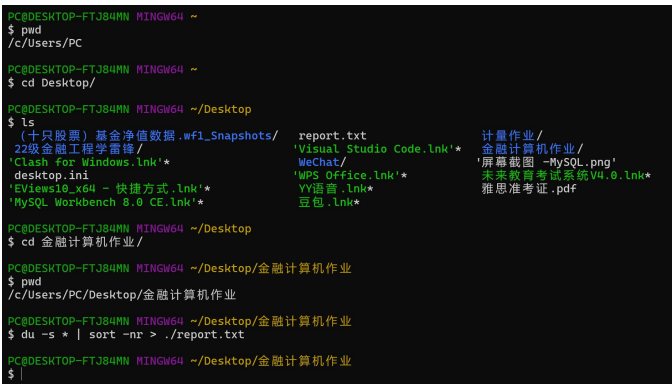 PC@DESKTOP-FTJ84MN MINGW64 ~
$ pwd
/c/Users/PC
PC@DESKTOP-FTJ84MN MINGW64 ~
$ cd Desktop/
PC@DESKTOP-FTJ84MN MINGW64 ~/Desktop
$ ls
（十只股票）基金净值数据.wf1_Snapshots/ report.txt 计量作业/
22级金融工程学雷锋/ 'Visual Studio Code.lnk'* 金融计算机作业/
'Clash for Windows.lnk'* WeChat/ '屏幕截图 -MySQL.png'
desktop.ini 'WPS Office.lnk'* 未来教育考试系统V4.0.lnk*
'EViews10_x64 - 快捷方式.lnk'* YY语音.lnk* 雅思准考证.pdf
'MySQL Workbench 8.0 CE.lnk'* 豆包.lnk*
PC@DESKTOP-FTJ84MN MINGW64 ~/Desktop
$ cd 金融计算机作业/
PC@DESKTOP-FTJ84MN MINGW64 ~/Desktop/金融计算机作业
$ pwd
/c/Users/PC/Desktop/金融计算机作业
PC@DESKTOP-FTJ84MN MINGW64 ~/Desktop/金融计算机作业
$ du -s * | sort -nr > ./report.txt
PC@DESKTOP-FTJ84MN MINGW64 ~/Desktop/金融计算机作业
$